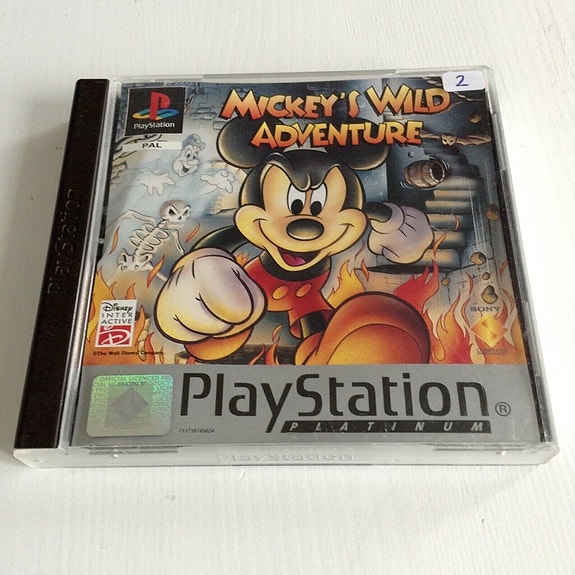 2
MICKEY'S WILD
ADVENTURE
PlayStation
PAL
PlayStation
Disney
INTER
ACTIVE
©The Walt Disney Company.
SONY
PlayStation®
PLATINUM
PlayStation